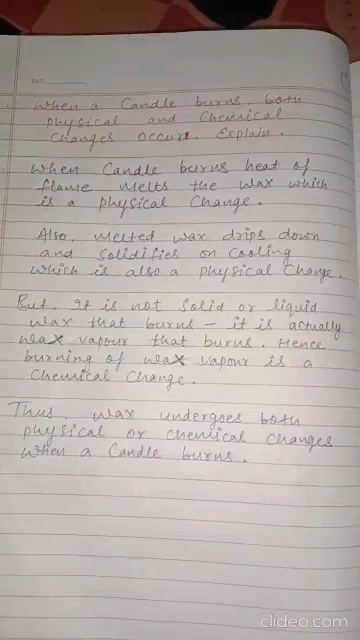 DATE
When a Candle burns, both
physical and Chemical
Changes occur. Explain.
When Candle burns heat of
flame melts the wax which
is a physical Change.
Also, melted wax drips down
and solidifies on cooling
which is also a physical change.
But, It is not solid or liquid
wax that burns – it is actually
wax vapour that burns. Hence
burning of wax vapour is a
Chemical Change.
Thus, wax undergoes both
physical or chemical changes
when a Candle burns.
clideo.com